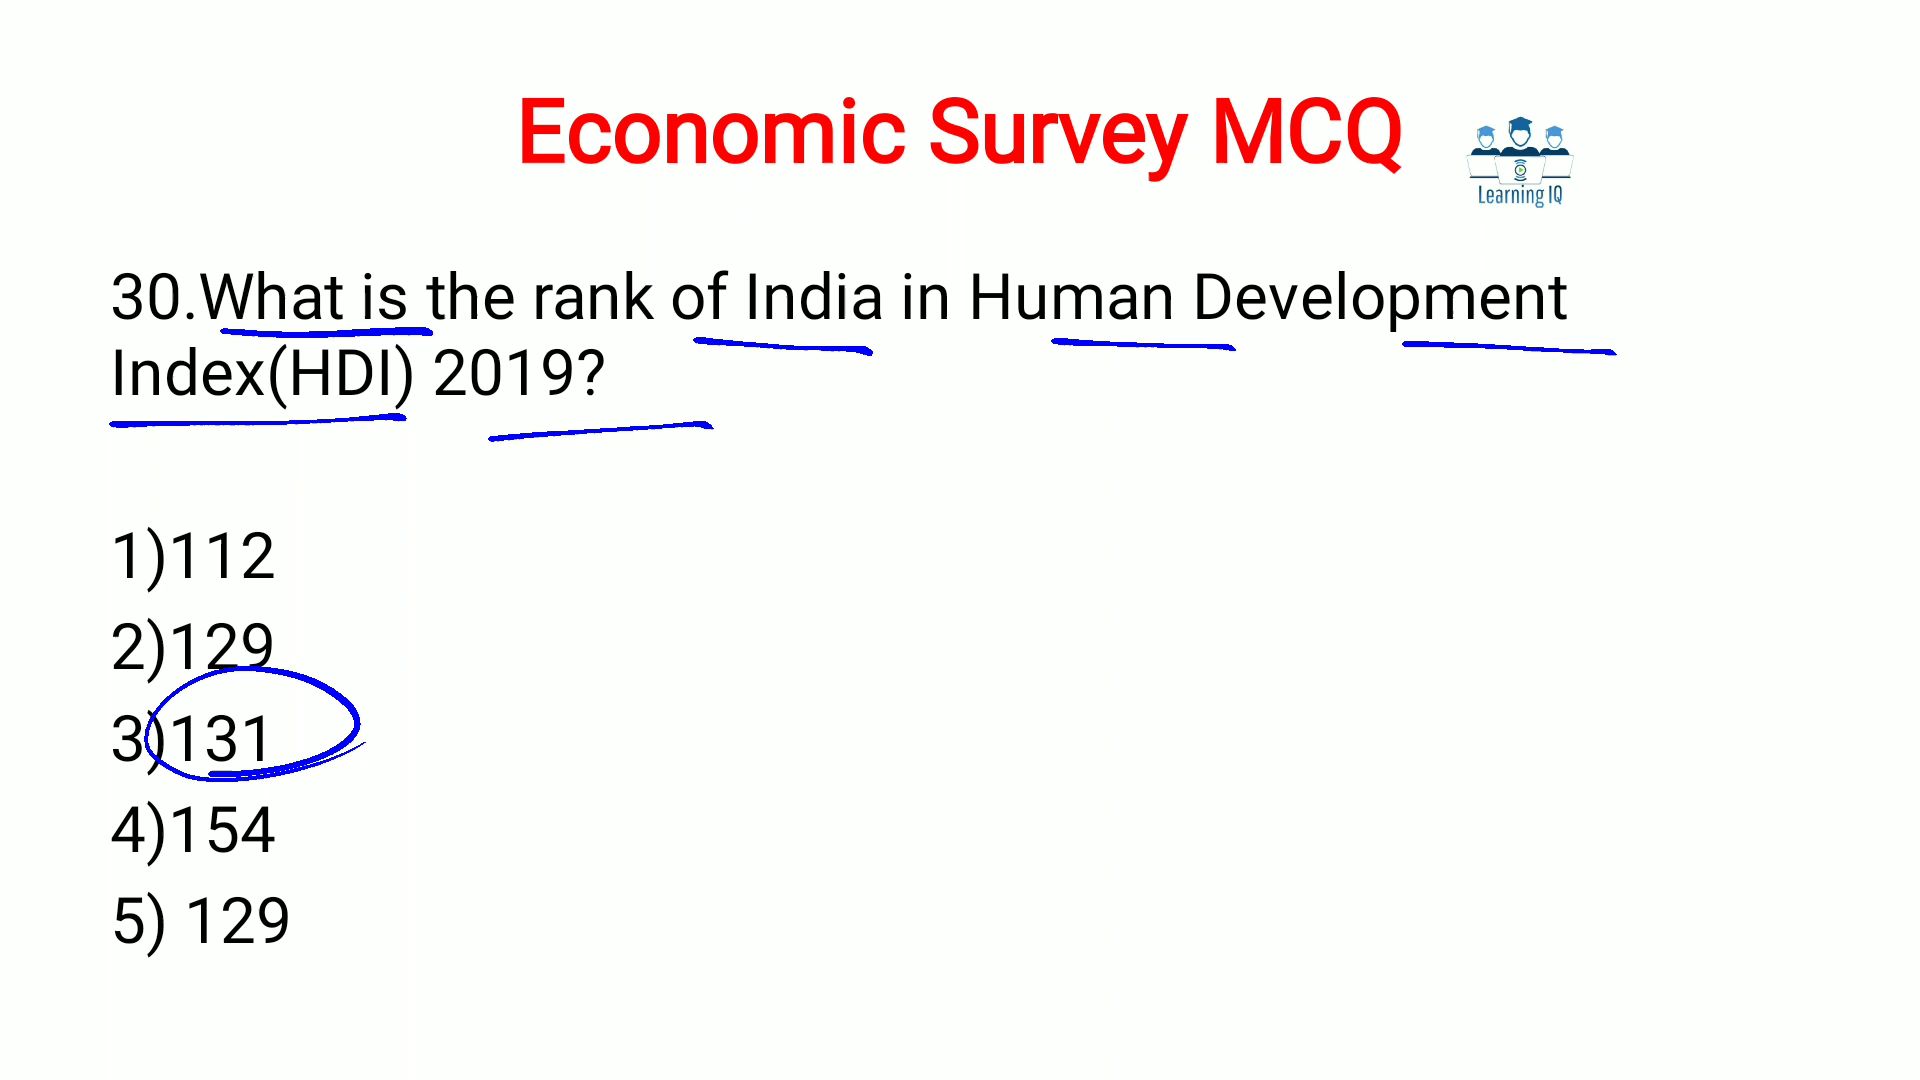 Economic Survey MCQ
Learning IQ
30.What is the rank of India in Human Development
Index(HDI) 2019?
1)112
2)129
3)131
4)154
5) 129